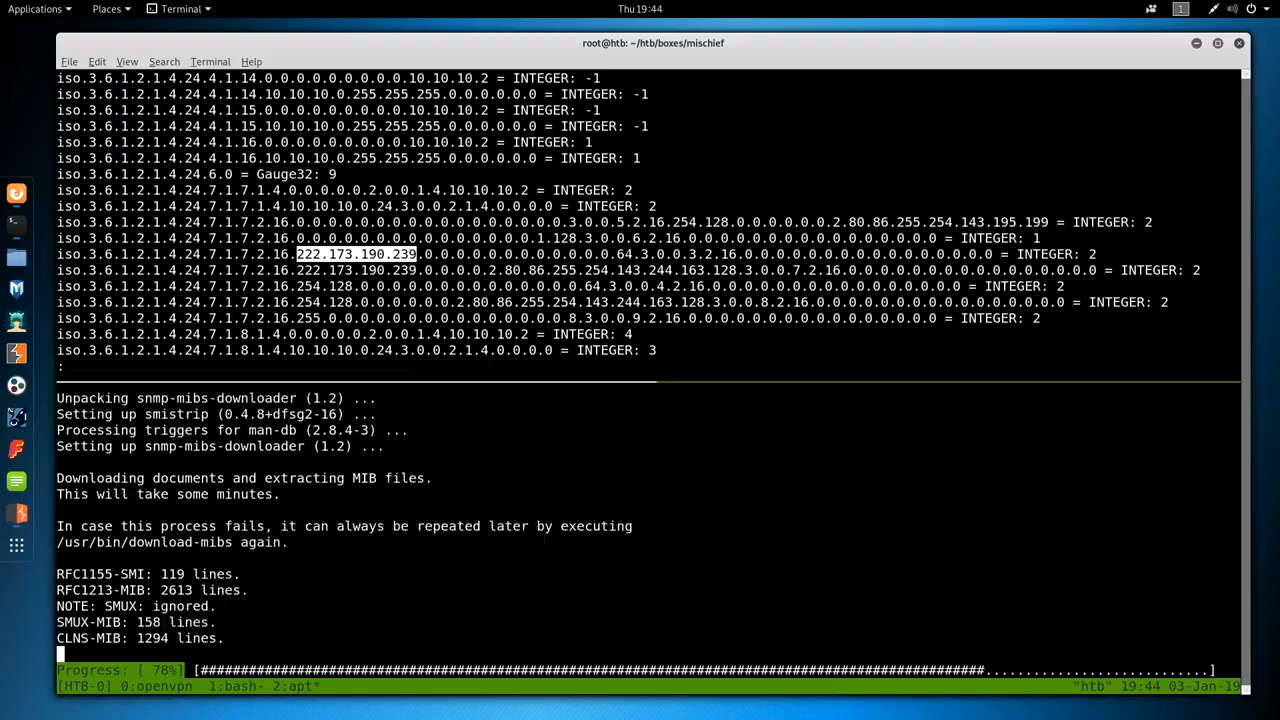 Applications
Places
Terminal
Thu 19:44
1
root@htb: ~/htb/boxes/mischief
File Edit View Search Terminal Help
iso.3.6.1.2.1.4.24.4.1.14.0.0.0.0.0.0.0.0.0.10.10.10.2 = INTEGER: -1
iso.3.6.1.2.1.4.24.4.1.14.10.10.10.0.255.255.255.0.0.0.0.0.0 = INTEGER: -1
iso.3.6.1.2.1.4.24.4.1.15.0.0.0.0.0.0.0.0.0.10.10.10.2 = INTEGER: -1
iso.3.6.1.2.1.4.24.4.1.15.10.10.10.0.255.255.255.0.0.0.0.0.0 = INTEGER: -1
iso.3.6.1.2.1.4.24.4.1.16.0.0.0.0.0.0.0.0.0.10.10.10.2 = INTEGER: 1
iso.3.6.1.2.1.4.24.4.1.16.10.10.10.0.255.255.255.0.0.0.0.0.0 = INTEGER: 1
iso.3.6.1.2.1.4.24.6.0 = Gauge32: 9
iso.3.6.1.2.1.4.24.7.1.7.1.4.0.0.0.0.0.2.0.0.1.4.10.10.10.2 = INTEGER: 2
iso.3.6.1.2.1.4.24.7.1.7.1.4.10.10.10.0.24.3.0.0.2.1.4.0.0.0.0 = INTEGER: 2
iso.3.6.1.2.1.4.24.7.1.7.2.16.0.0.0.0.0.0.0.0.0.0.0.0.0.0.0.0.0.3.0.0.5.2.16.254.128.0.0.0.0.0.0.2.80.86.255.254.143.195.199 = INTEGER: 2
iso.3.6.1.2.1.4.24.7.1.7.2.16.0.0.0.0.0.0.0.0.0.0.0.0.0.0.0.1.128.3.0.0.6.2.16.0.0.0.0.0.0.0.0.0.0.0.0.0.0.0.0 = INTEGER: 1
iso.3.6.1.2.1.4.24.7.1.7.2.16.222.173.190.239.0.0.0.0.0.0.0.0.0.0.0.0.64.3.0.0.3.2.16.0.0.0.0.0.0.0.0.0.0.0.0.0.0.0.0 = INTEGER: 2
iso.3.6.1.2.1.4.24.7.1.7.2.16.222.173.190.239.0.0.0.0.2.80.86.255.254.143.244.163.128.3.0.0.7.2.16.0.0.0.0.0.0.0.0.0.0.0.0.0.0.0.0 = INTEGER: 2
iso.3.6.1.2.1.4.24.7.1.7.2.16.254.128.0.0.0.0.0.0.0.0.0.0.0.0.0.0.64.3.0.0.4.2.16.0.0.0.0.0.0.0.0.0.0.0.0.0.0.0.0 = INTEGER: 2
iso.3.6.1.2.1.4.24.7.1.7.2.16.254.128.0.0.0.0.0.0.2.80.86.255.254.143.244.163.128.3.0.0.8.2.16.0.0.0.0.0.0.0.0.0.0.0.0.0.0.0.0 = INTEGER: 2
iso.3.6.1.2.1.4.24.7.1.7.2.16.255.0.0.0.0.0.0.0.0.0.0.0.0.0.0.0.8.3.0.0.9.2.16.0.0.0.0.0.0.0.0.0.0.0.0.0.0.0.0 = INTEGER: 2
iso.3.6.1.2.1.4.24.7.1.8.1.4.0.0.0.0.0.2.0.0.1.4.10.10.10.2 = INTEGER: 4
iso.3.6.1.2.1.4.24.7.1.8.1.4.10.10.10.0.24.3.0.0.2.1.4.0.0.0.0 = INTEGER: 3
:
Unpacking snmp-mibs-downloader (1.2) ...
Setting up smistrip (0.4.8+dfsg2-16) ...
Processing triggers for man-db (2.8.4-3) ...
Setting up snmp-mibs-downloader (1.2) ...
Downloading documents and extracting MIB files.
This will take some minutes.
In case this process fails, it can always be repeated later by executing
/usr/bin/download-mibs again.
RFC1155-SMI: 119 lines.
RFC1213-MIB: 2613 lines.
NOTE: SMUX: ignored.
SMUX-MIB: 158 lines.
CLNS-MIB: 1294 lines.
Progress: [ 78%] [##################################################################################################............................]
[HTB-0] 0:openvpn 1:bash- 2:apt* "htb" 19:44 03-Jan-19